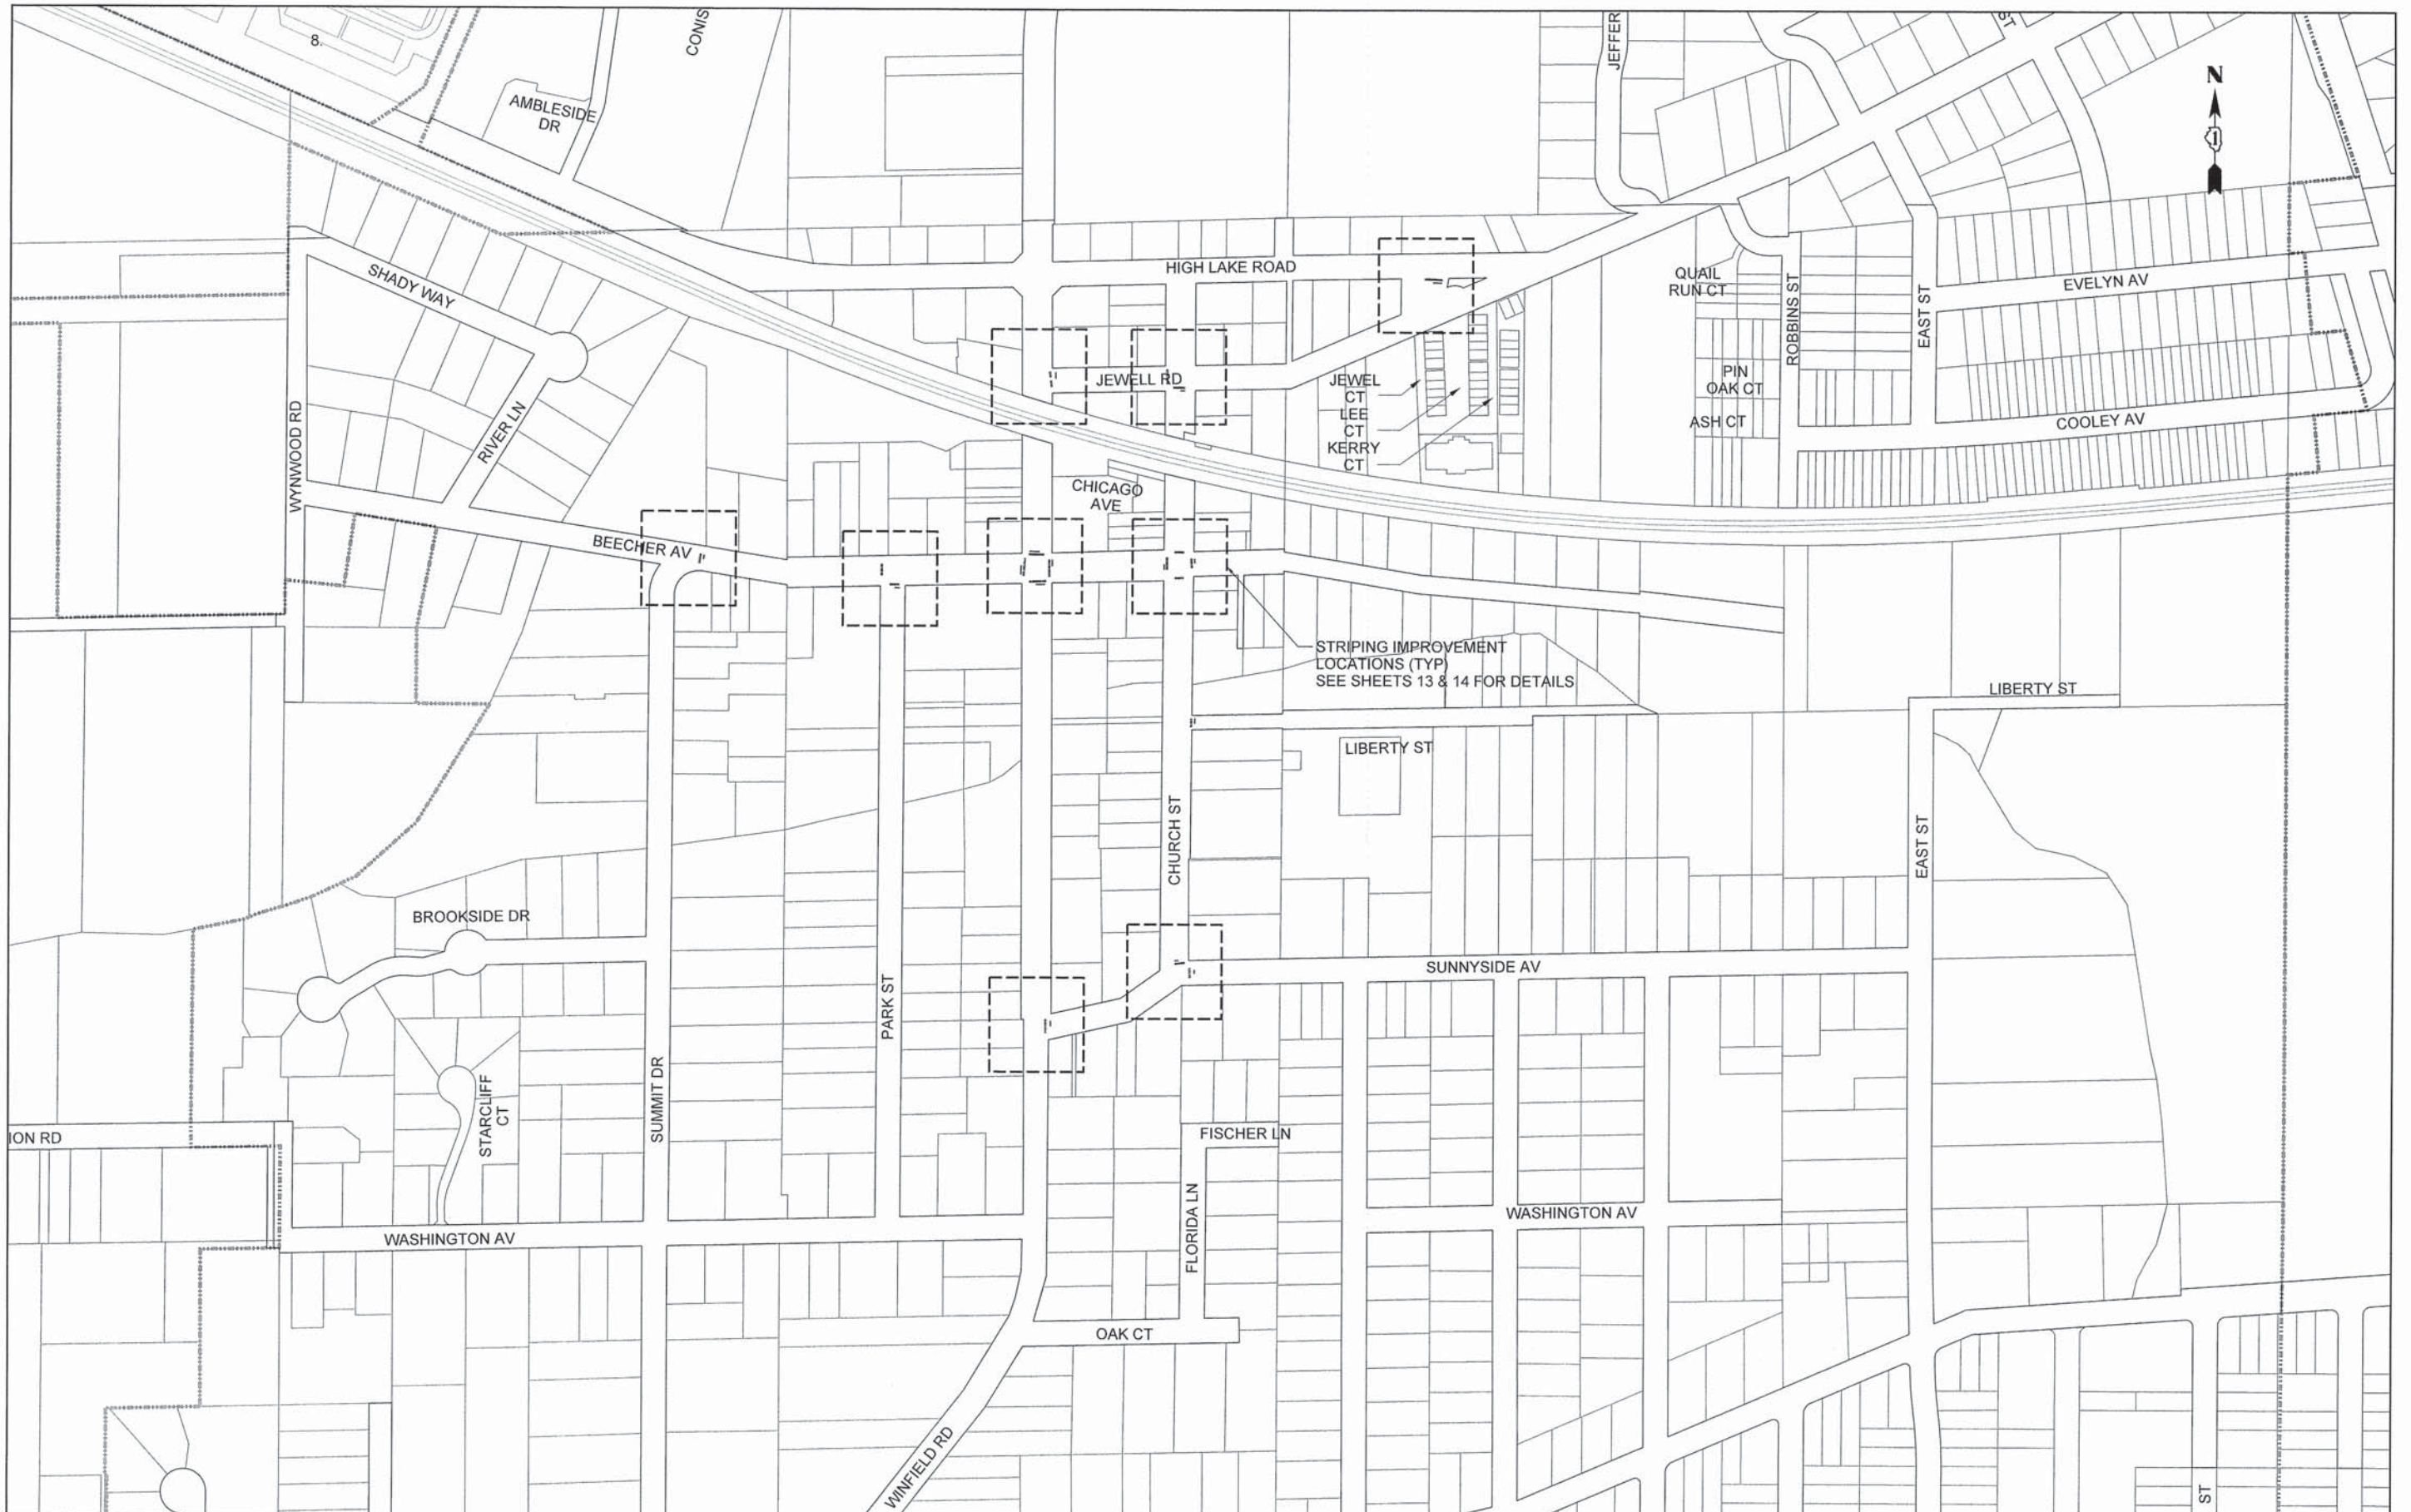 8.
CONIS
JEFFER
ST
N
1
AMBLESIDE
DR
HIGH LAKE ROAD
SHADY WAY
QUAIL
RUN CT
ROBBINS ST
EAST ST
EVELYN AV
JEWELL RD
JEWEL
CT
LEE
CT
KERRY
CT
PIN
OAK CT
ASH CT
COOLEY AV
WYNWOOD RD
RIVER LN
CHICAGO
AVE
BEECHER AV
STRIPING IMPROVEMENT
LOCATIONS (TYP)
SEE SHEETS 13 & 14 FOR DETAILS
LIBERTY ST
LIBERTY ST
CHURCH ST
EAST ST
BROOKSIDE DR
SUNNYSIDE AV
PARK ST
SUMMIT DR
STARCLIFF
CT
ION RD
FISCHER LN
FLORIDA LN
WASHINGTON AV
WASHINGTON AV
OAK CT
WINFIELD RD
ST